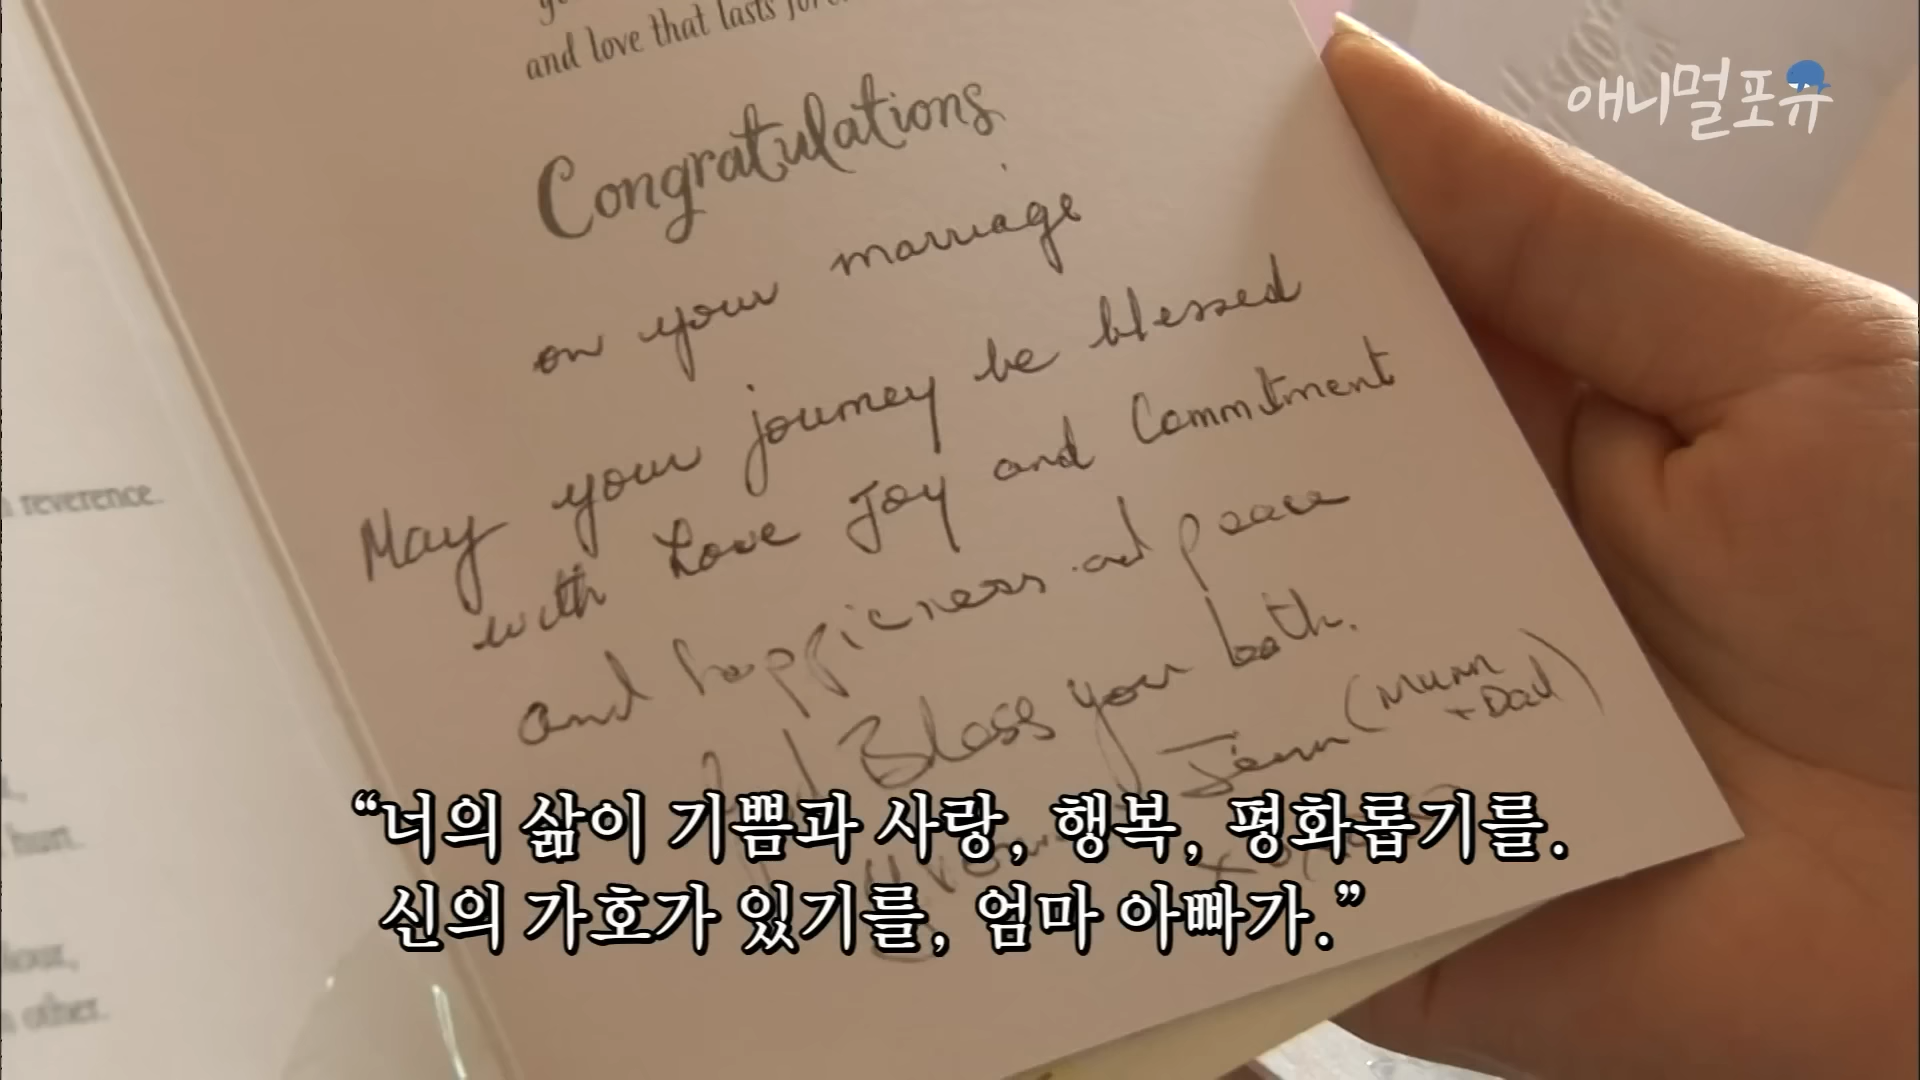 and love that lasts
애니멀포유
Congratulations
on your marriage
May your journey be blessed
with Love Joy and Commitment
and happiness and peace
God Bless you both.
(Mum
+ Dad)
reverence.
hurt.
other.
“너의 삶이 기쁨과 사랑, 행복, 평화롭기를.
신의 가호가 있기를, 엄마 아빠가.”